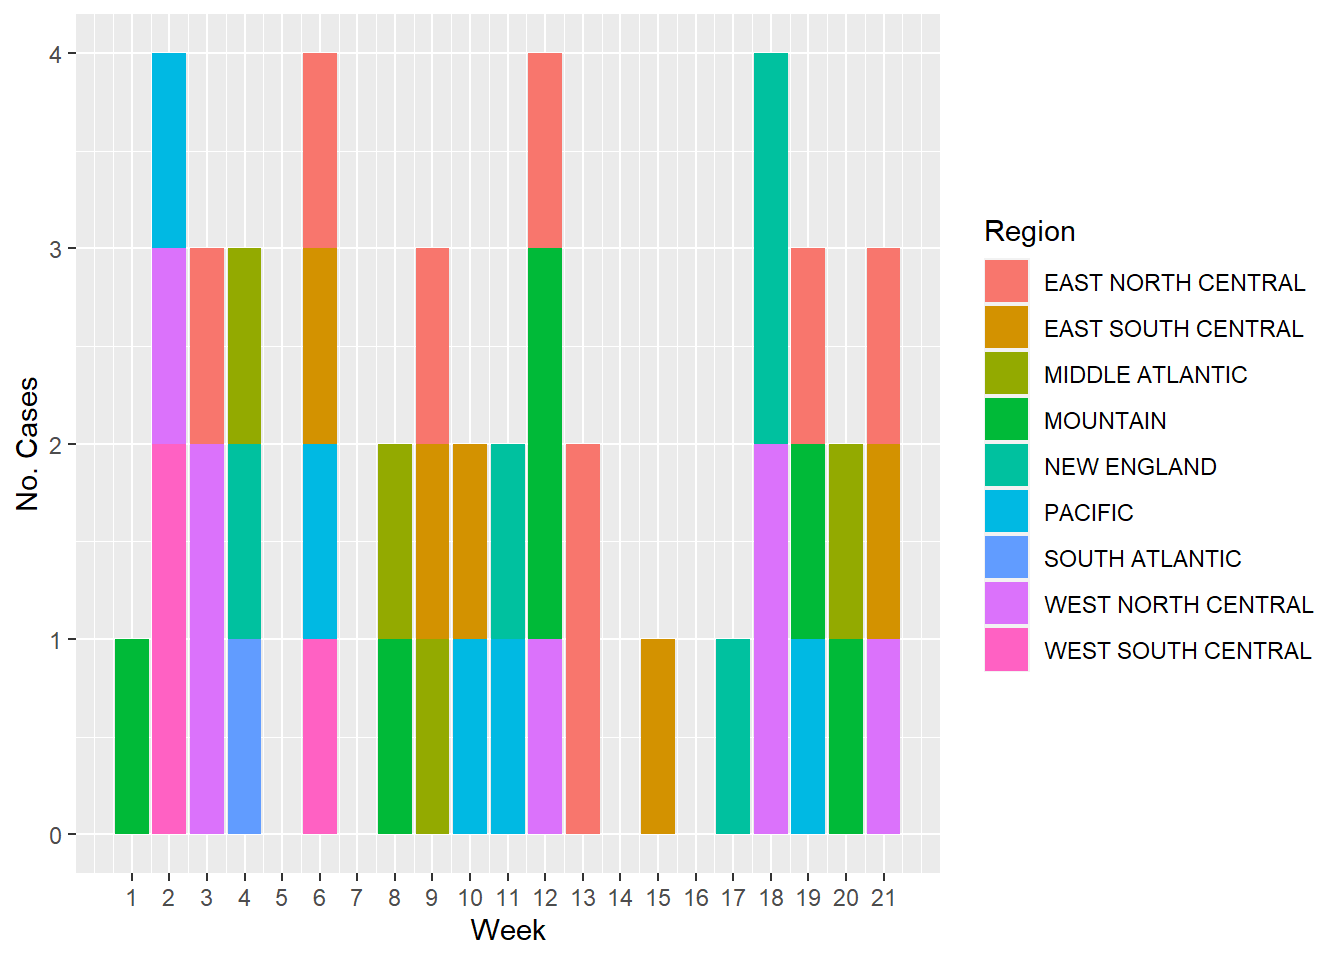 4
3
2
1
0
No. Cases
1 2 3 4 5 6 7 8 9 10 11 12 13 14 15 16 17 18 19 20 21
Week
Region
EAST NORTH CENTRAL
EAST SOUTH CENTRAL
MIDDLE ATLANTIC
MOUNTAIN
NEW ENGLAND
PACIFIC
SOUTH ATLANTIC
WEST NORTH CENTRAL
WEST SOUTH CENTRAL